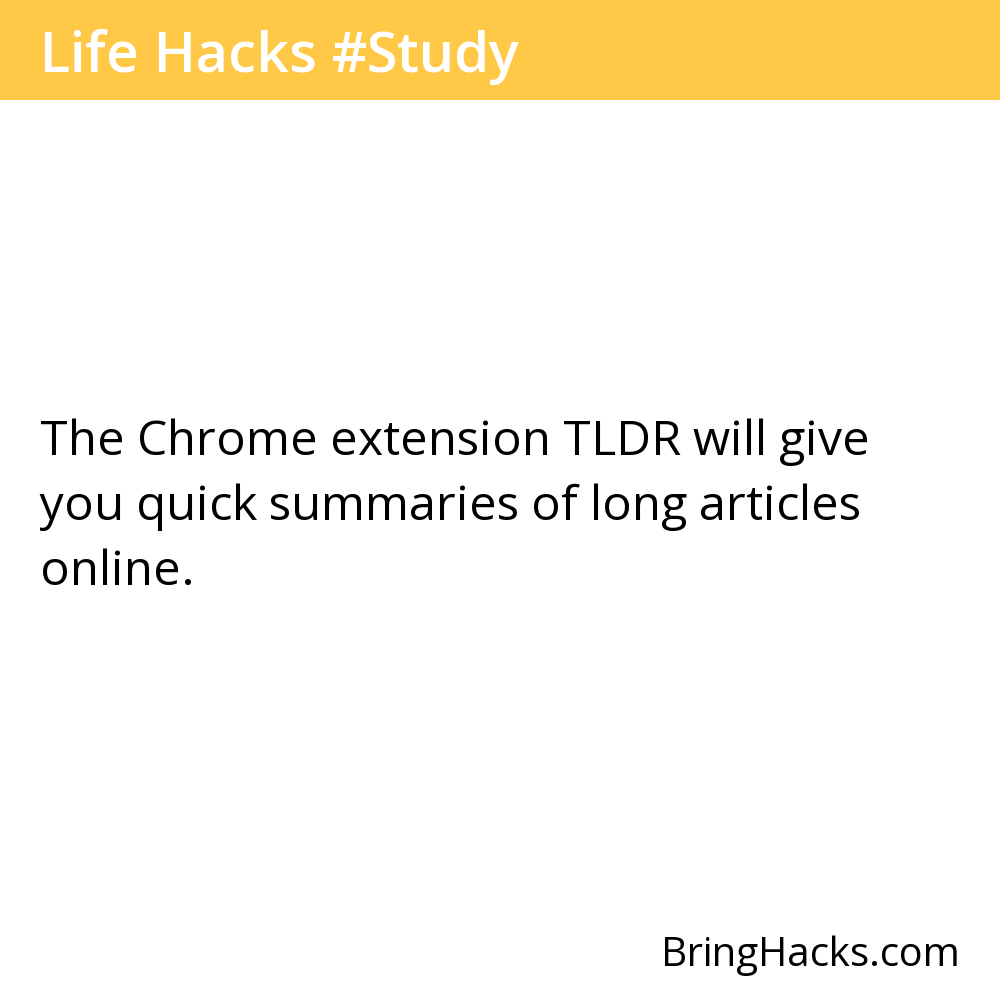 Life Hacks #Study
The Chrome extension TLDR will give
you quick summaries of long articles
online.
BringHacks.com